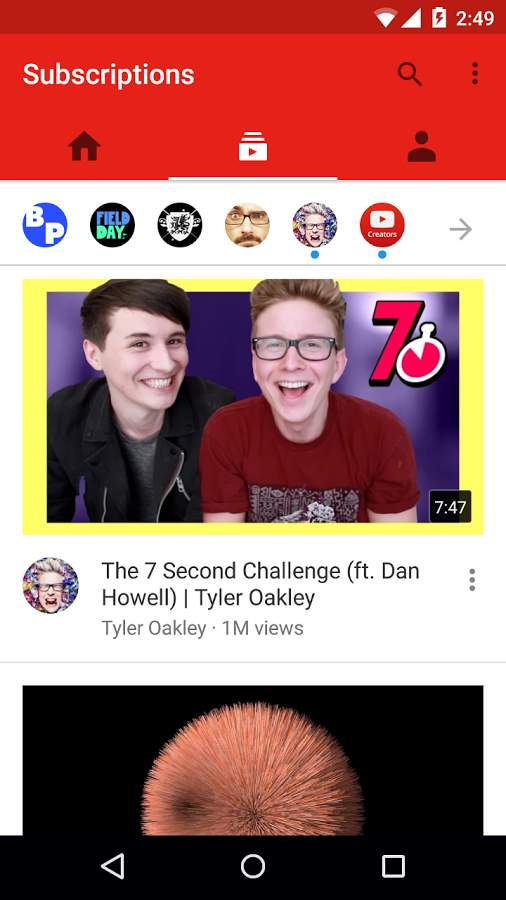 2:49
Subscriptions
B
P
FIELD
DAY
Creators
7
7:47
The 7 Second Challenge (ft. Dan
Howell) | Tyler Oakley
Tyler Oakley · 1M views